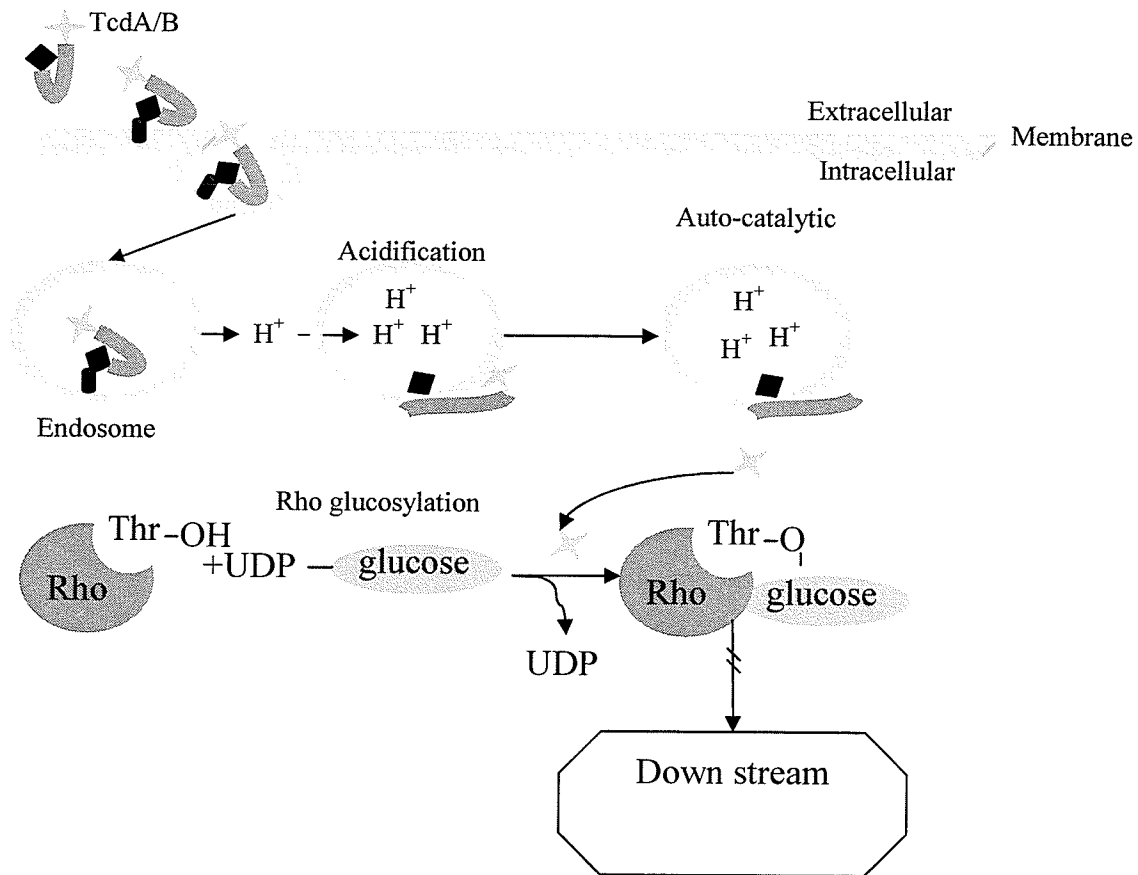 TcdA/B
Extracellular
Membrane
Intracellular
Auto-catalytic
Acidification
H+
H+ H+
H+
H+
H+ H+
Endosome
Rho glucosylation
Thr-OH
+UDP
glucose
Rho
Thr-O
Rho
glucose
UDP
Down stream